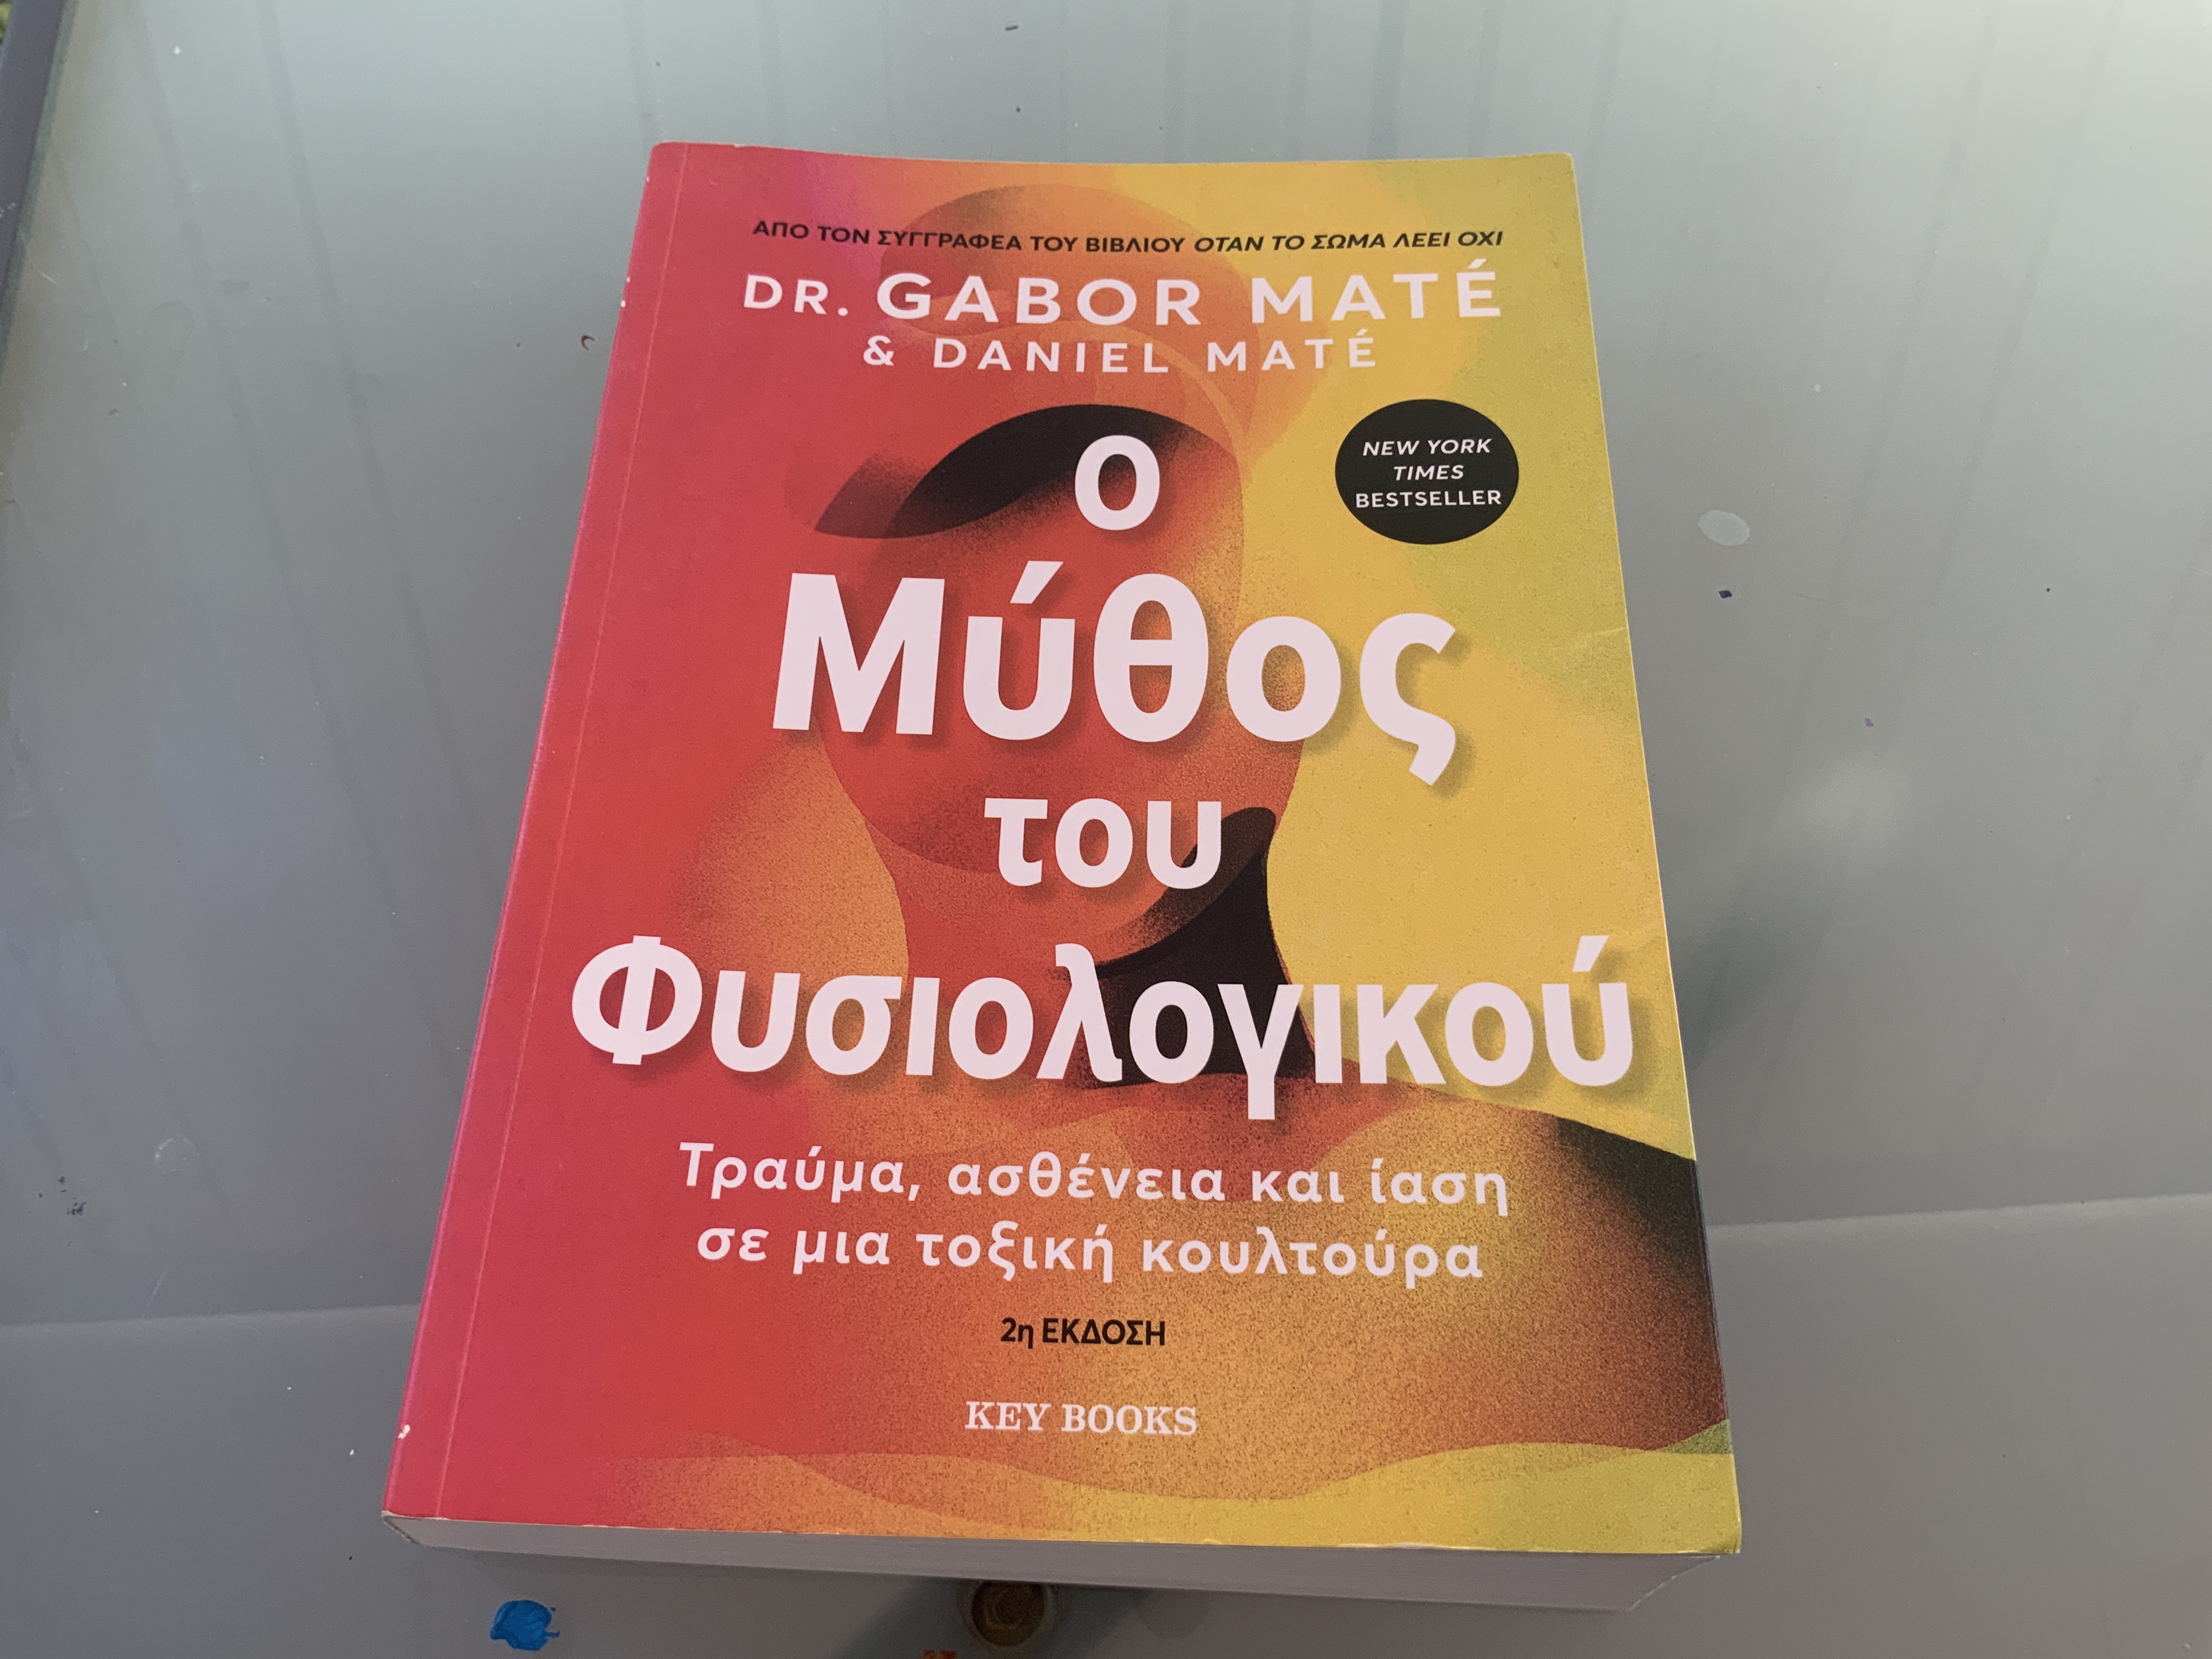 ΑΠΟ ΤΟΝ ΣΥΓΓΡΑΦΕΑ ΤΟΥ ΒΙΒΛΙΟΥ ΟΤΑΝ ΤΟ ΣΩΜΑ ΛΕΕΙ ΟΧΙ
DR. GABOR MATÉ
& DANIEL MATÉ
NEW YORK
TIMES
BESTSELLER
ο
Μύθος
του
Φυσιολογικού
Τραύμα, ασθένεια και ίαση
σε μια τοξική κουλτούρα
2η ΕΚΔΟΣΗ
KEY BOOKS